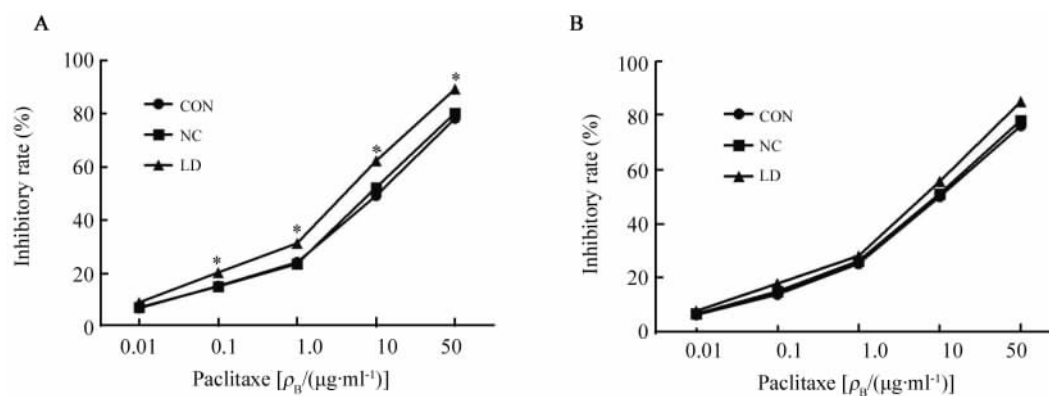 A
Inhibitory rate (%)
100
80
60
40
20
0
CON
NC
LD
*
*
*
*
0.01 0.1 1.0 10 50
Paclitaxe [ρB/(μg·ml-1)]
B
Inhibitory rate (%)
100
80
60
40
20
0
CON
NC
LD
0.01 0.1 1.0 10 50
Paclitaxe [ρB/(μg·ml-1)]